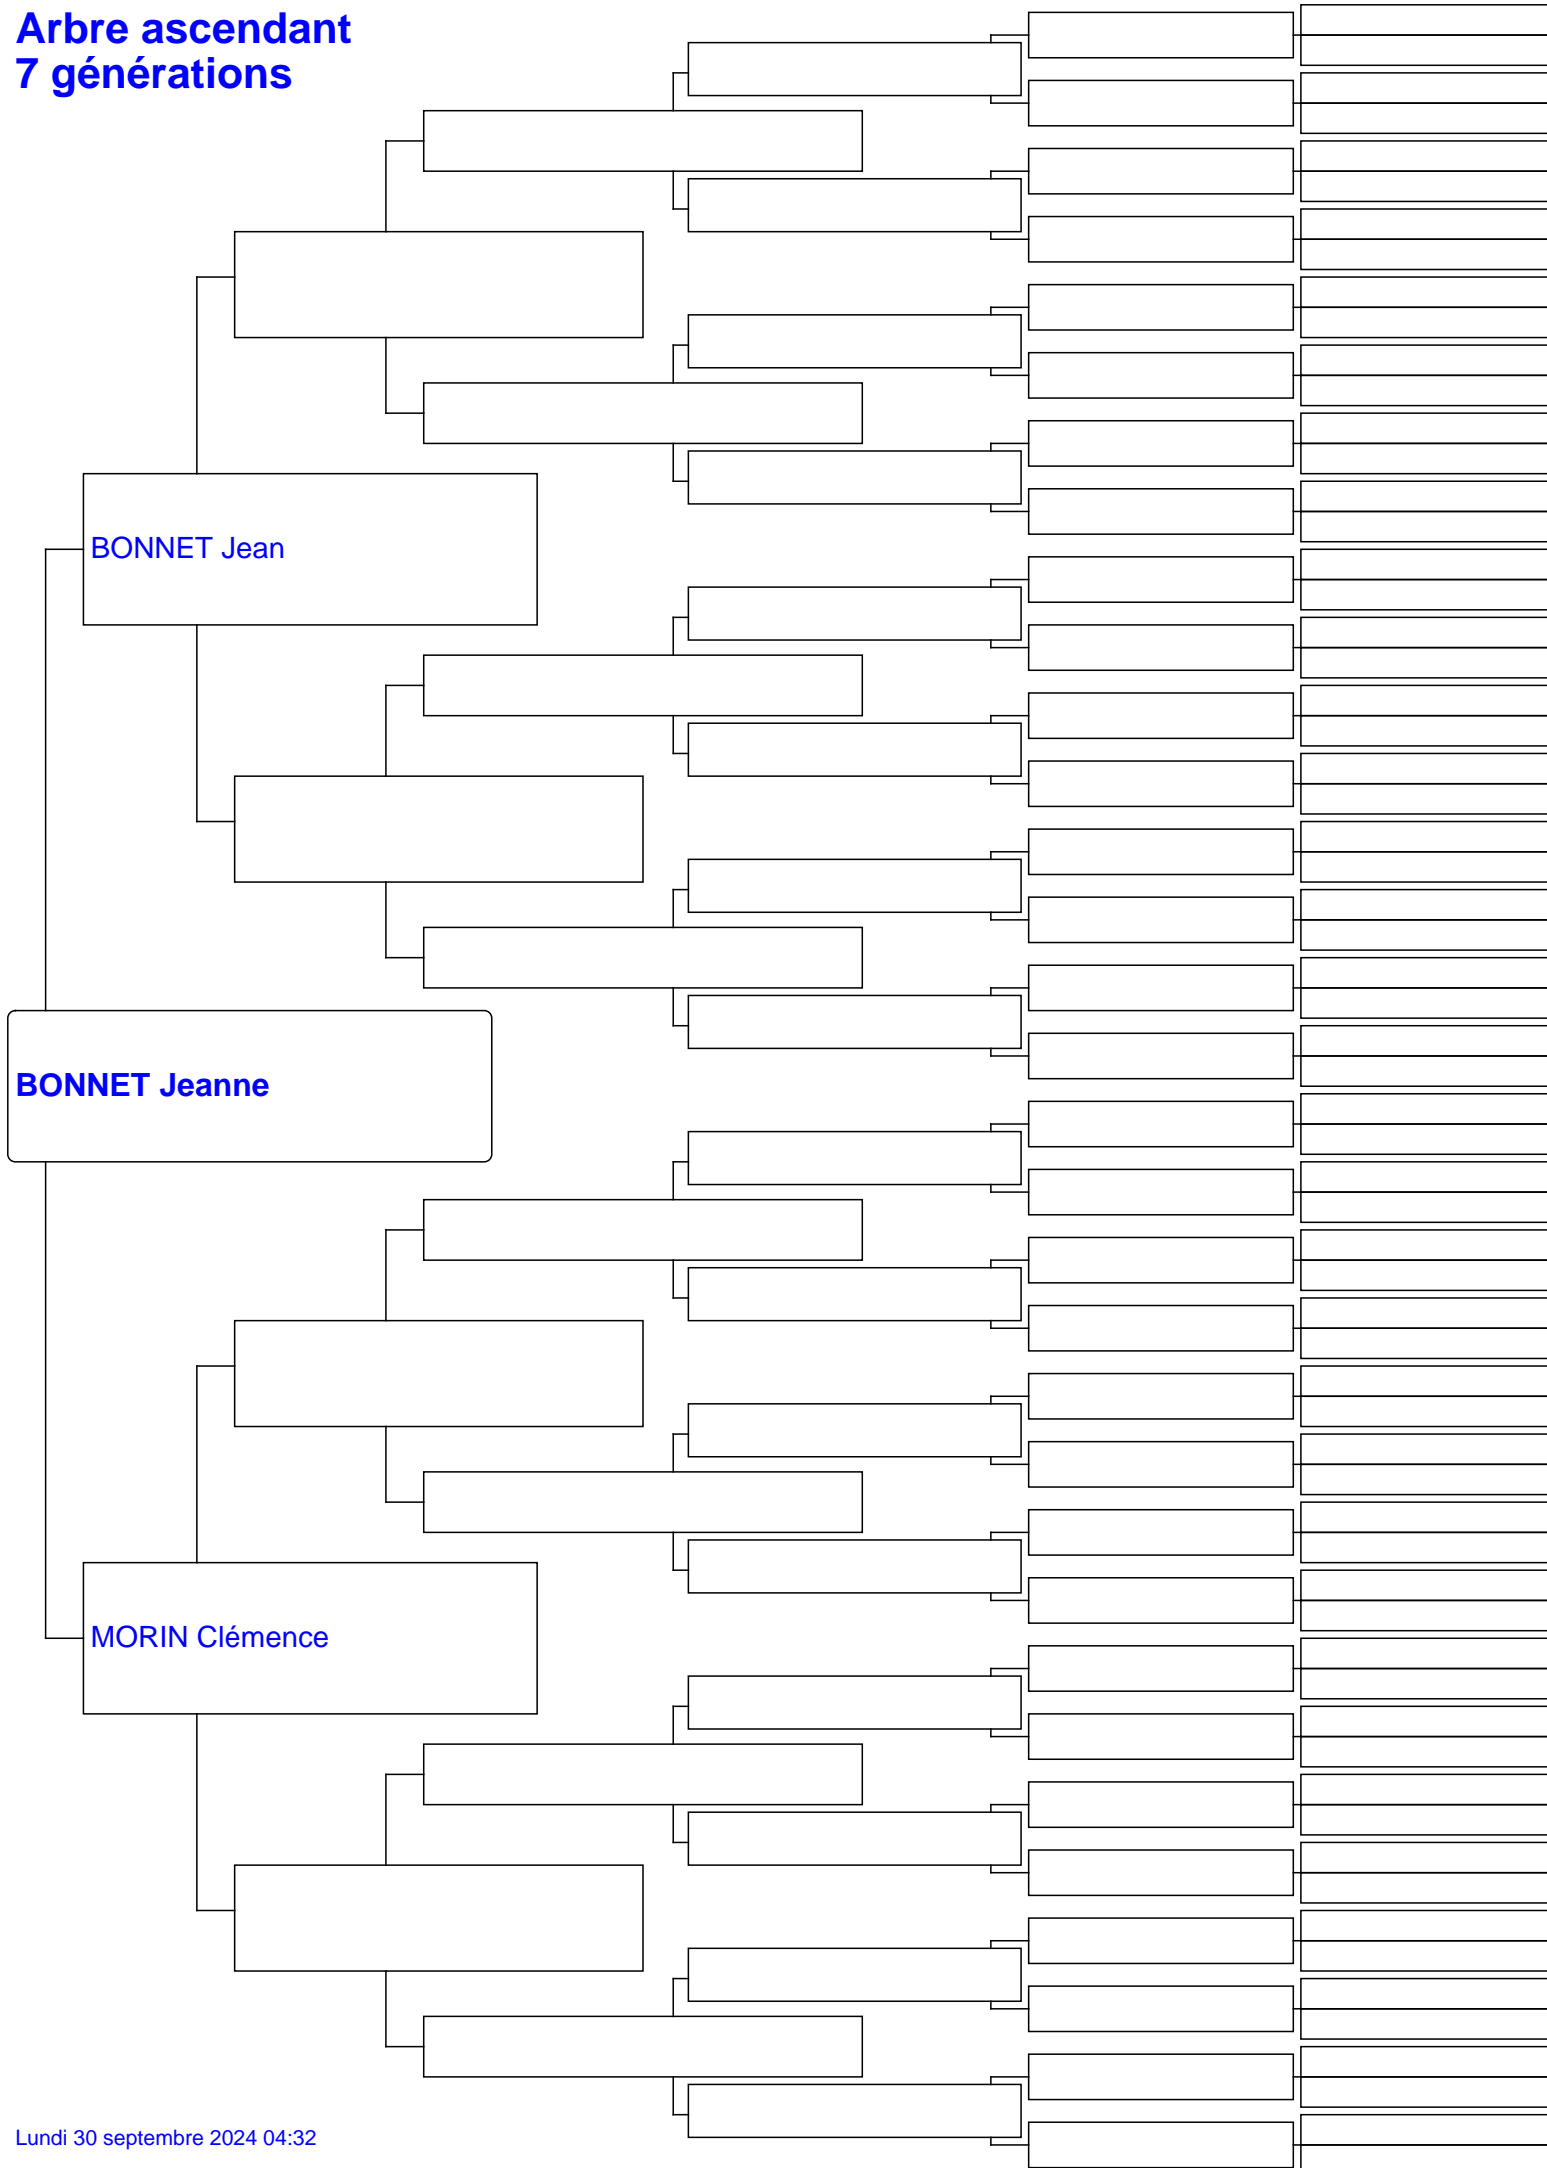 Arbre ascendant
7 générations
BONNET Jean
BONNET Jeanne
MORIN Clémence
Lundi 30 septembre 2024 04:32